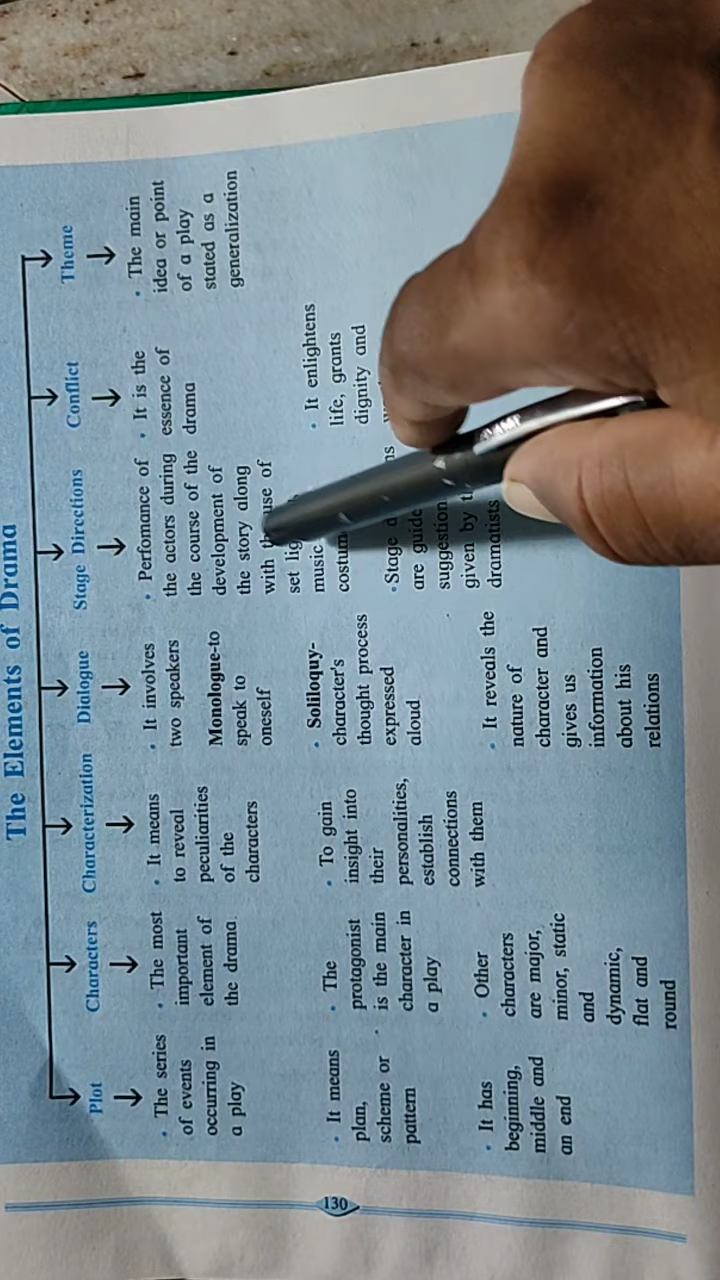 The Elements of Drama
Plot
• The series
of events
occurring in
a play
• It means
plan,
scheme or
pattern
• It has
beginning,
middle and
an end
Characters
• The most
important
element of
the drama.
• The
protagonist
• is the main
character in
a play
• Other
characters
are major,
minor, static
and
dynamic,
flat and
round
Characterization
• It means
to reveal
peculiarities
of the
characters
• To gain
insight into
their
personalities,
establish
connections
with them
Dialogue
• It involves
two speakers
Monologue-to
speak to
oneself
• Soliloquy-
character's
thought process
expressed
aloud
• It reveals the
nature of
character and
gives us
information
about his
relations
Stage Directions
• Perfomance of
the actors during
the course of the
development of
the story along
with use of
set
music
• Stage
are
given by
dramatists
Conflict
• It is the
essence of
drama
• It enlightens
life, grants
dignity and
Theme
• The main
idea or point
of a play
stated as a
generalization
130